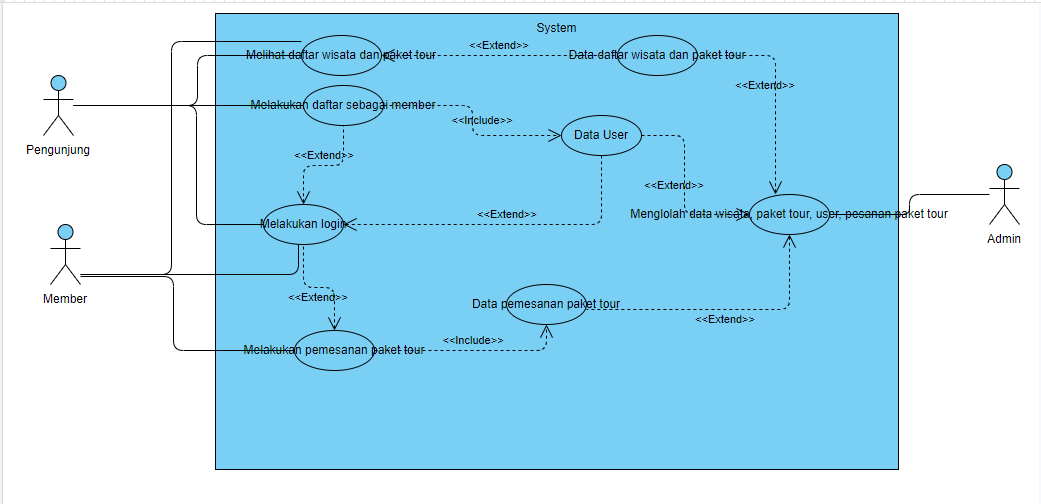 System
Melihat daftar wisata dan paket tour
<<Extend>>
Data daftar wisata dan paket tour
<<Extend>>
Melakukan daftar sebagai member
<<Include>>
Data User
Pengunjung
<<Extend>>
<<Extend>>
Melakukan login
<<Extend>>
Menglolah data wisata, paket tour, user, pesanan paket tour
Admin
Member
<<Extend>>
Data pemesanan paket tour
<<Extend>>
Melakukan pemesanan paket tour
<<Include>>